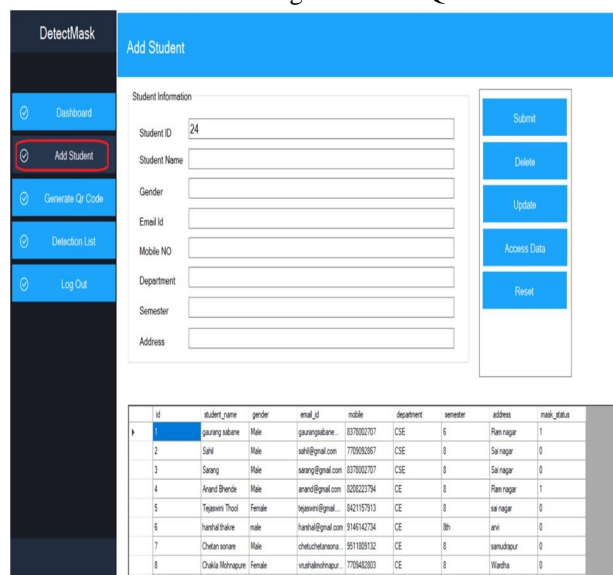 DetectMask
Add Student
Dashboard
Add Student
Generate Qr Code
Detection List
Log Out
Student Information
Student ID 24
Student Name
Gender
Email Id
Mobile NO
Department
Semester
Address
Submit
Delete
Update
Access Data
Reset
id student_name gender email_id mobile department semester address mask_status
1 gaurang sabane Male gaurangsabane... 8378002707 CSE 6 Ram nagar 1
2 Sahil Male sahil@gmail.com 7709092867 CSE 8 Sai nagar 0
3 Sarang Male sarang@gmail.com 8378002707 CSE 8 Sai nagar 0
4 Anand Bhende Male anand@gmail.com 8208223794 CE 8 Ram nagar 1
5 Tejaswini Thool Female tejaswini@gmail.... 8421157913 CE 8 sai nagar 0
6 harshal thakre male harshal@gmail.com 9146142734 CE 8th arvi 0
7 Chetan sonare Male chetuchetansona... 9511809132 CE 8 samudrapur 0
8 Chakla Mohnapure Female vrushalimohnapur... 7709482803 CE 8 Wardha 0